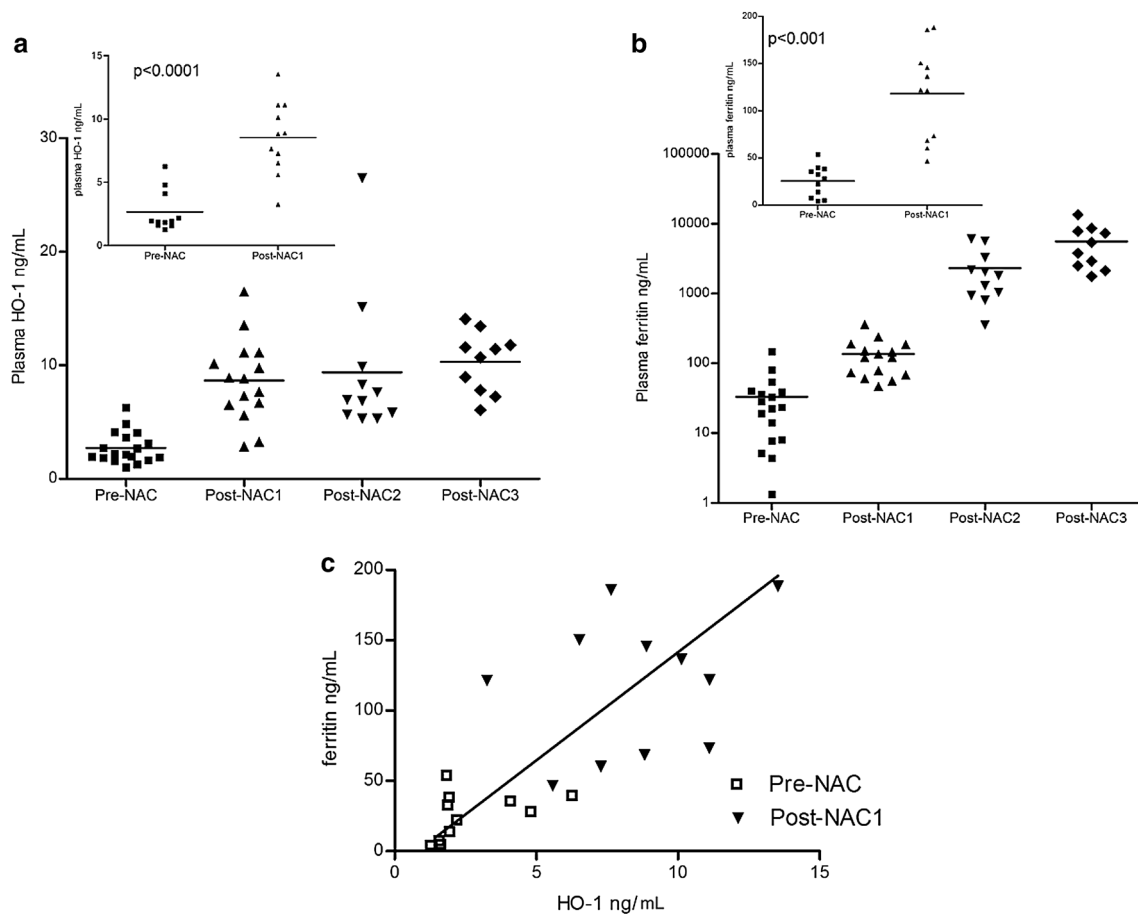 a
15
p<0.0001
10
5
0
plasma HO-1 ng/mL
Pre-NAC
Post-NAC1
30
20
10
0
Plasma HO-1 ng/mL
Pre-NAC
Post-NAC1
Post-NAC2
Post-NAC3
b
200
p<0.001
150
100
50
0
plasma ferritin ng/mL
Pre-NAC
Post-NAC1
100000
10000
1000
100
10
1
Plasma ferritin ng/mL
Pre-NAC
Post-NAC1
Post-NAC2
Post-NAC3
c
200
150
100
50
0
ferritin ng/mL
Pre-NAC
Post-NAC1
0
5
10
15
HO-1 ng/mL